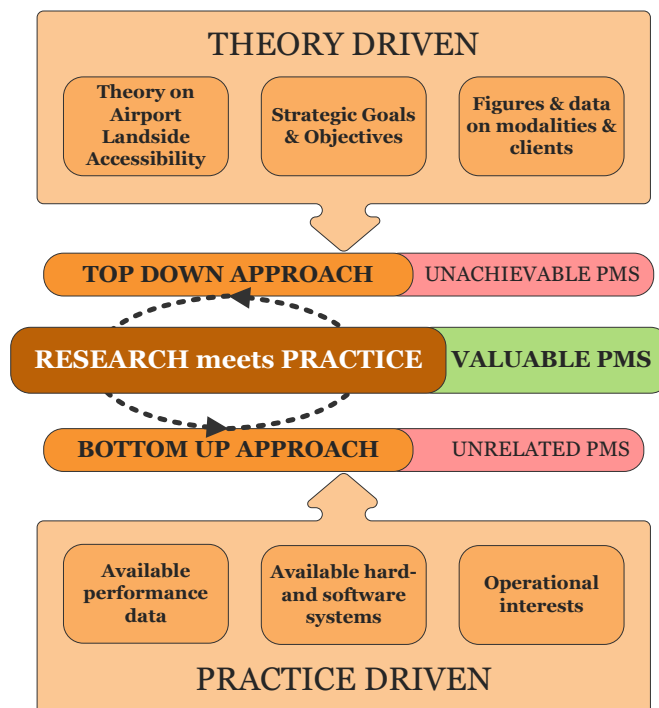 THEORY DRIVEN
Theory on
Airport
Landside
Accessibility
Strategic Goals
& Objectives
Figures & data
on modalities &
clients
TOP DOWN APPROACH
UNACHIEVABLE PMS
RESEARCH meets PRACTICE
VALUABLE PMS
BOTTOM UP APPROACH
UNRELATED PMS
Available
performance
data
Available hard-
and software
systems
Operational
interests
PRACTICE DRIVEN